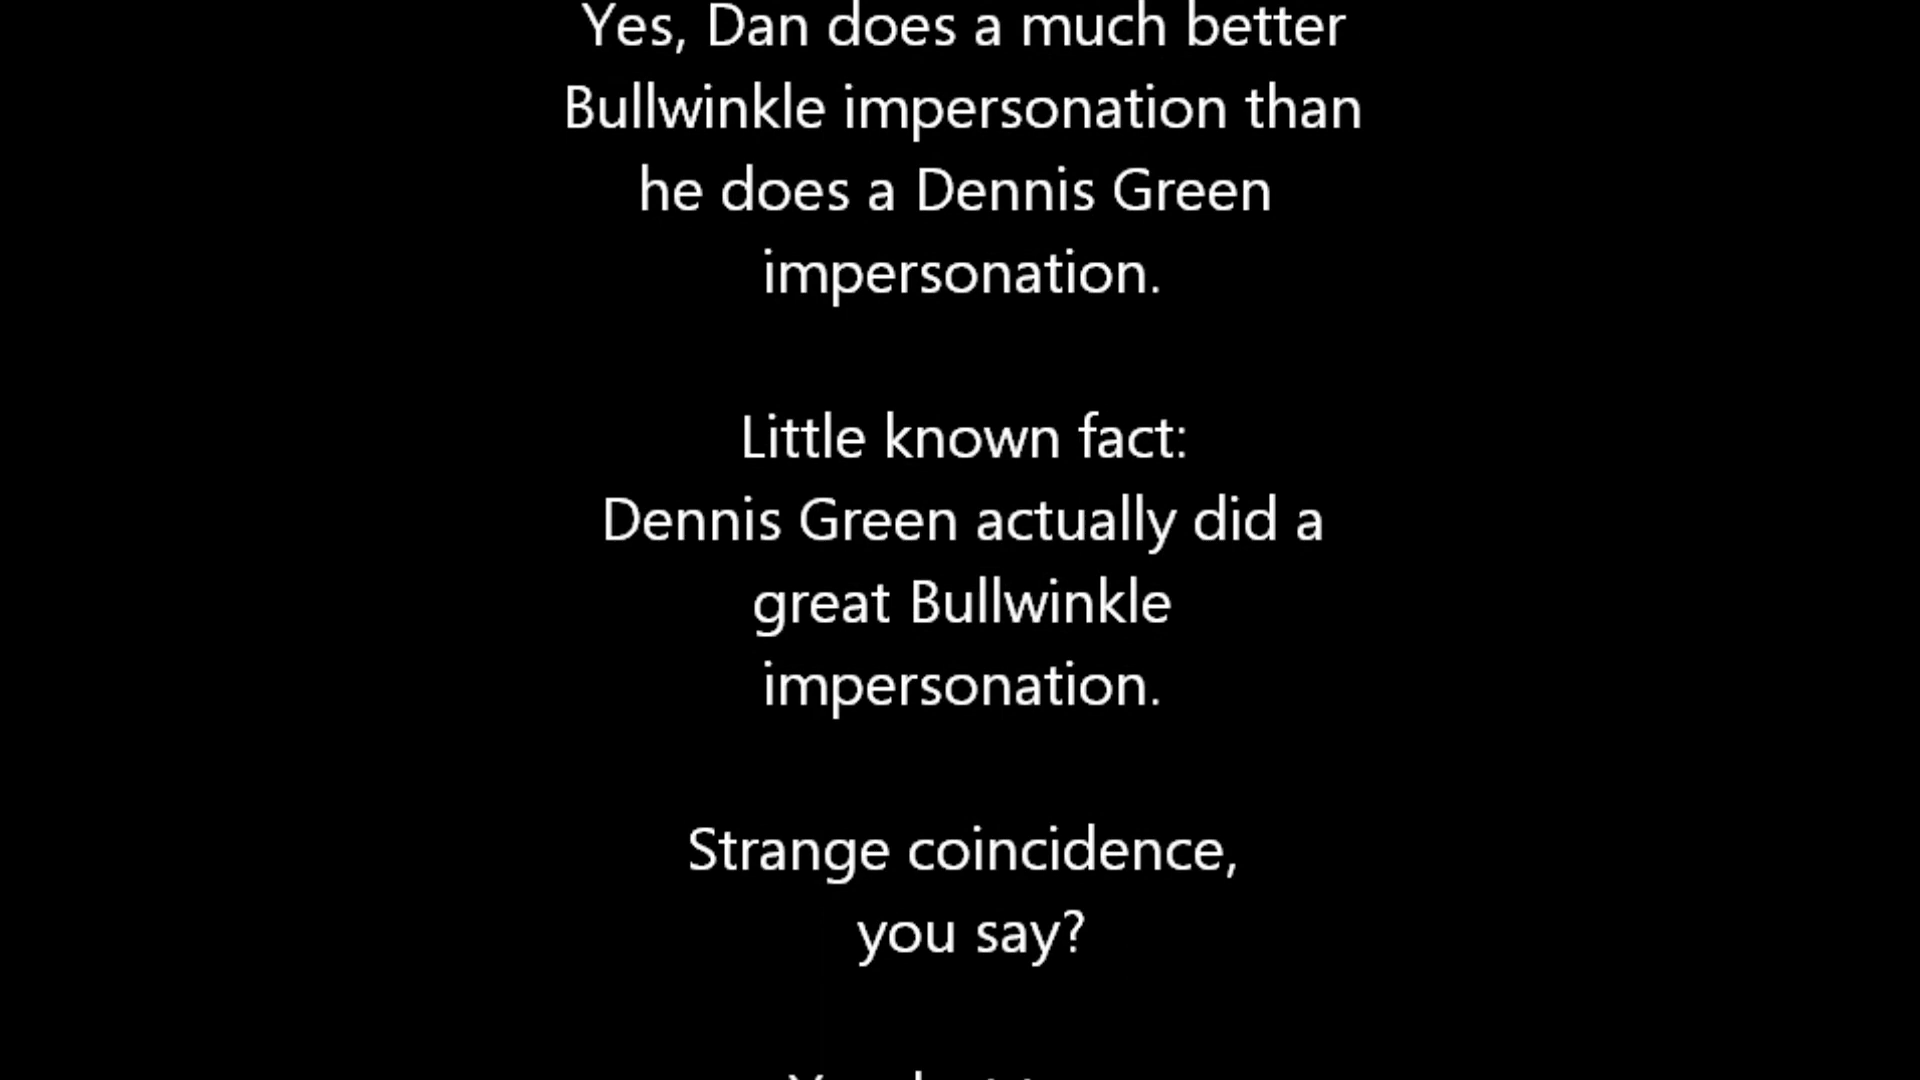 Yes, Dan does a much better
Bullwinkle impersonation than
he does a Dennis Green
impersonation.
Little known fact:
Dennis Green actually did a
great Bullwinkle
impersonation.
Strange coincidence,
you say?